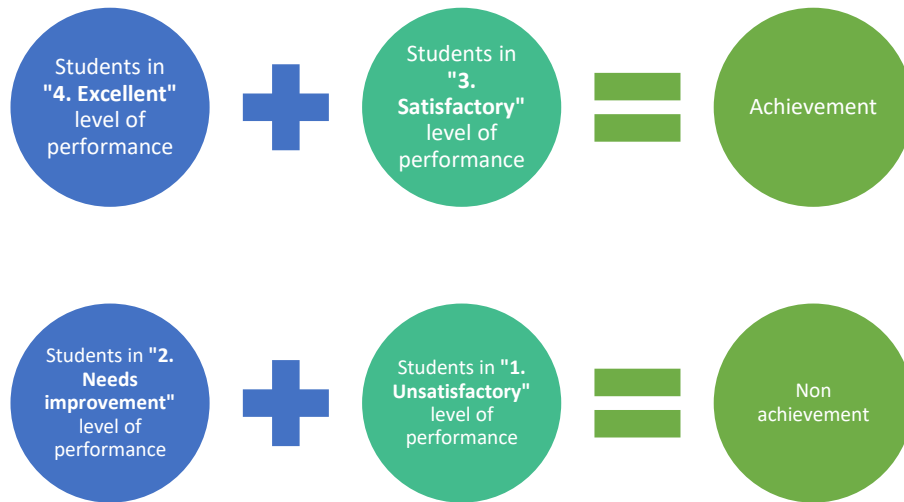 Students in
"4. Excellent"
level of
performance
Students in
"3.
Satisfactory"
level of
performance
Achievement
Students in "2.
Needs
improvement"
level of
performance
Students in "1.
Unsatisfactory"
level of
performance
Non
achievement